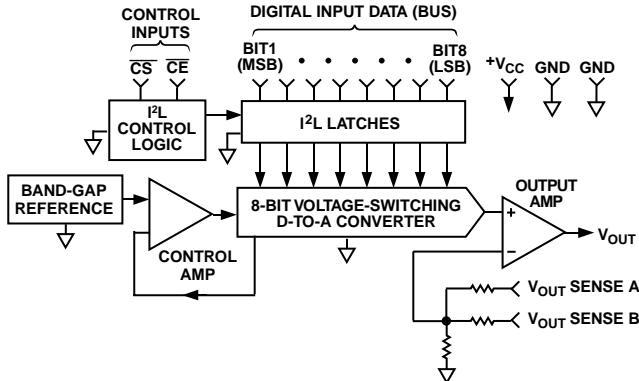 CONTROL
INPUTS
CS CE
DIGITAL INPUT DATA (BUS)
BIT1
(MSB)
BIT8
(LSB)
+VCC GND GND
I2L
CONTROL
LOGIC
I2L LATCHES
BAND-GAP
REFERENCE
CONTROL
AMP
8-BIT VOLTAGE-SWITCHING
D-TO-A CONVERTER
OUTPUT
AMP
+
–
VOUT
VOUT SENSE A
VOUT SENSE B